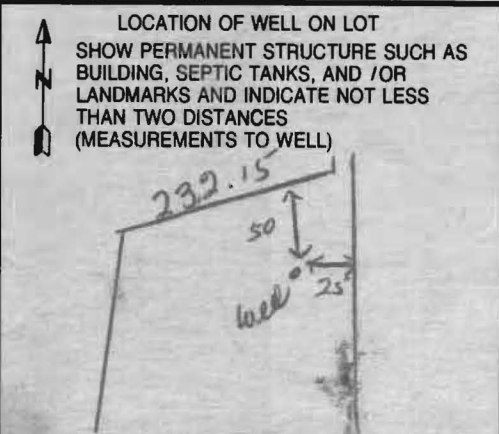 LOCATION OF WELL ON LOT
SHOW PERMANENT STRUCTURE SUCH AS
BUILDING, SEPTIC TANKS, AND /OR
LANDMARKS AND INDICATE NOT LESS
THAN TWO DISTANCES
(MEASUREMENTS TO WELL)
N
232.15
50
25'
well